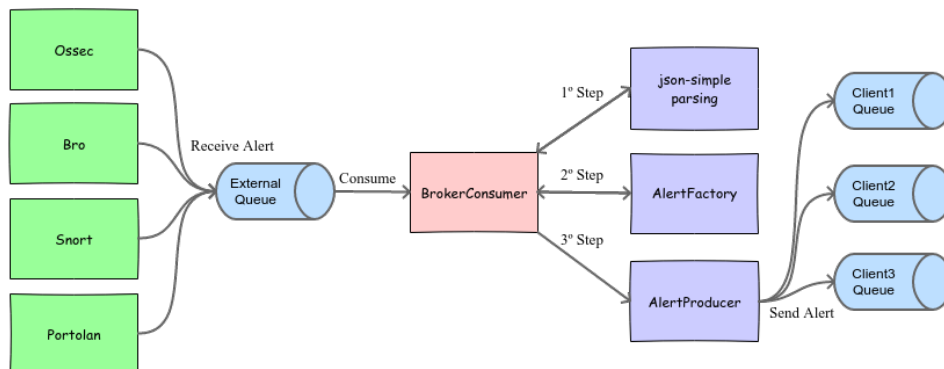 Ossec
Bro
Snort
Portolan
Receive Alert
External
Queue
Consume
BrokerConsumer
1º Step
2º Step
3º Step
json-simple
parsing
AlertFactory
AlertProducer
Send Alert
Client1
Queue
Client2
Queue
Client3
Queue